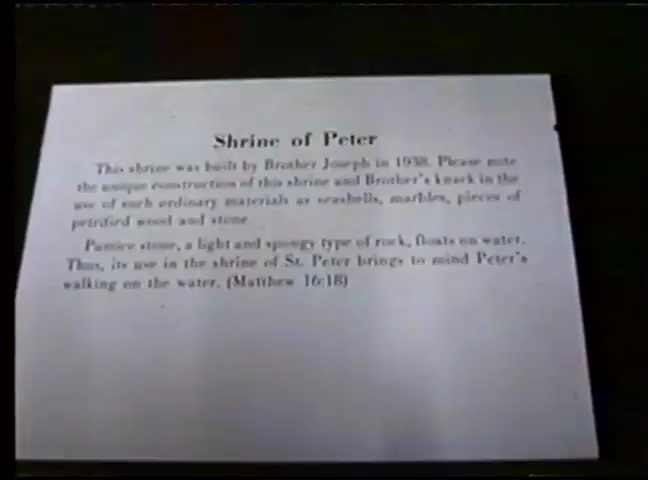 Shrine of Peter
This shrine was built by Brother Joseph in 1938. Please note
the unique construction of this shrine and Brother's knack in the
use of such ordinary materials as seashells, marbles, pieces of
petrified wood and stone.
Pumice stone, a light and spongy type of rock, floats on water.
Thus, its use in the shrine of St. Peter brings to mind Peter's
walking on the water. (Matthew 16:18)